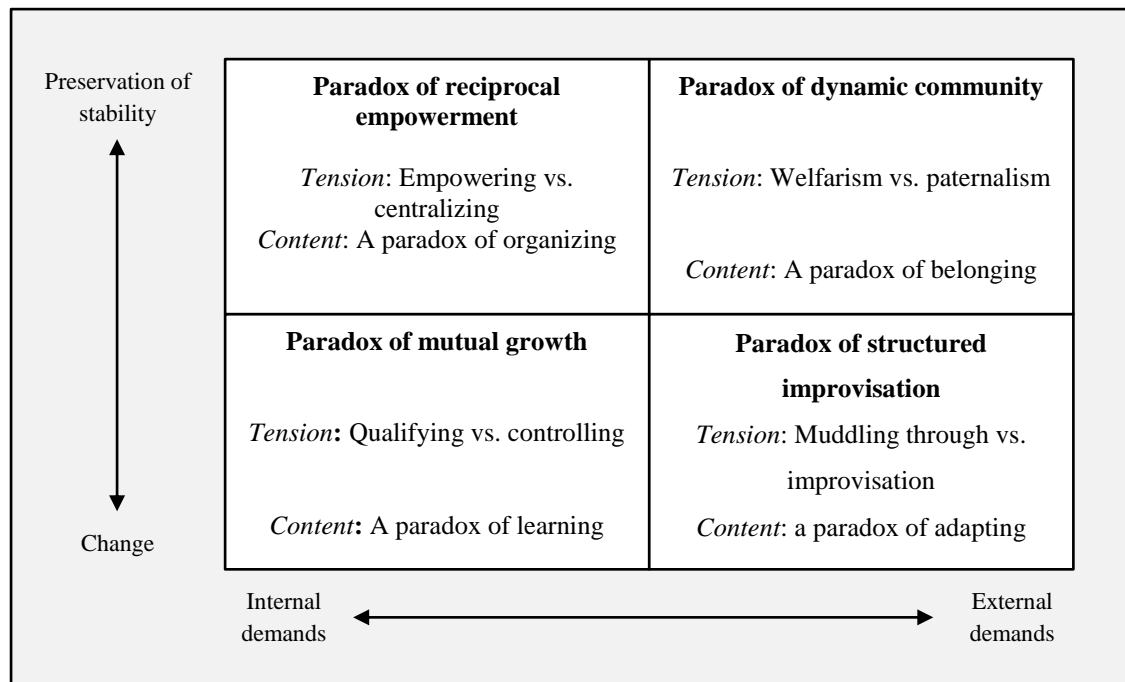 Preservation of
stability
Paradox of reciprocal
empowerment
Tension: Empowering vs.
centralizing
Content: A paradox of organizing
Paradox of dynamic community
Tension: Welfarism vs. paternalism
Content: A paradox of belonging
Paradox of mutual growth
Tension: Qualifying vs. controlling
Content: A paradox of learning
Paradox of structured
improvisation
Tension: Muddling through vs.
improvisation
Content: a paradox of adapting
Change
Internal
demands
External
demands